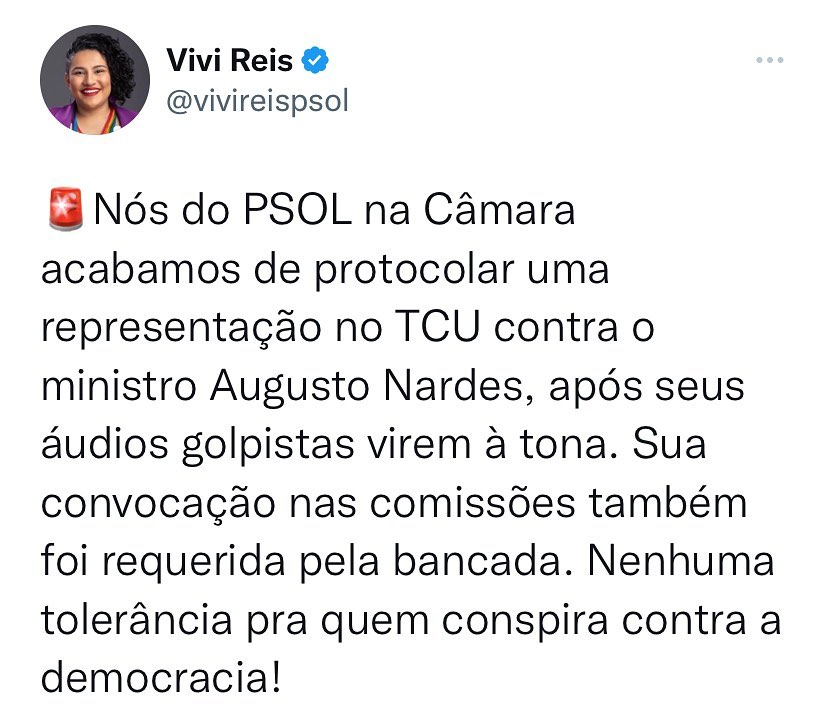 Vivi Reis
@vivireispsol
🚨Nós do PSOL na Câmara
acabamos de protocolar uma
representação no TCU contra o
ministro Augusto Nardes, após seus
áudios golpistas virem à tona. Sua
convocação nas comissões também
foi requerida pela bancada. Nenhuma
tolerância pra quem conspira contra a
democracia!